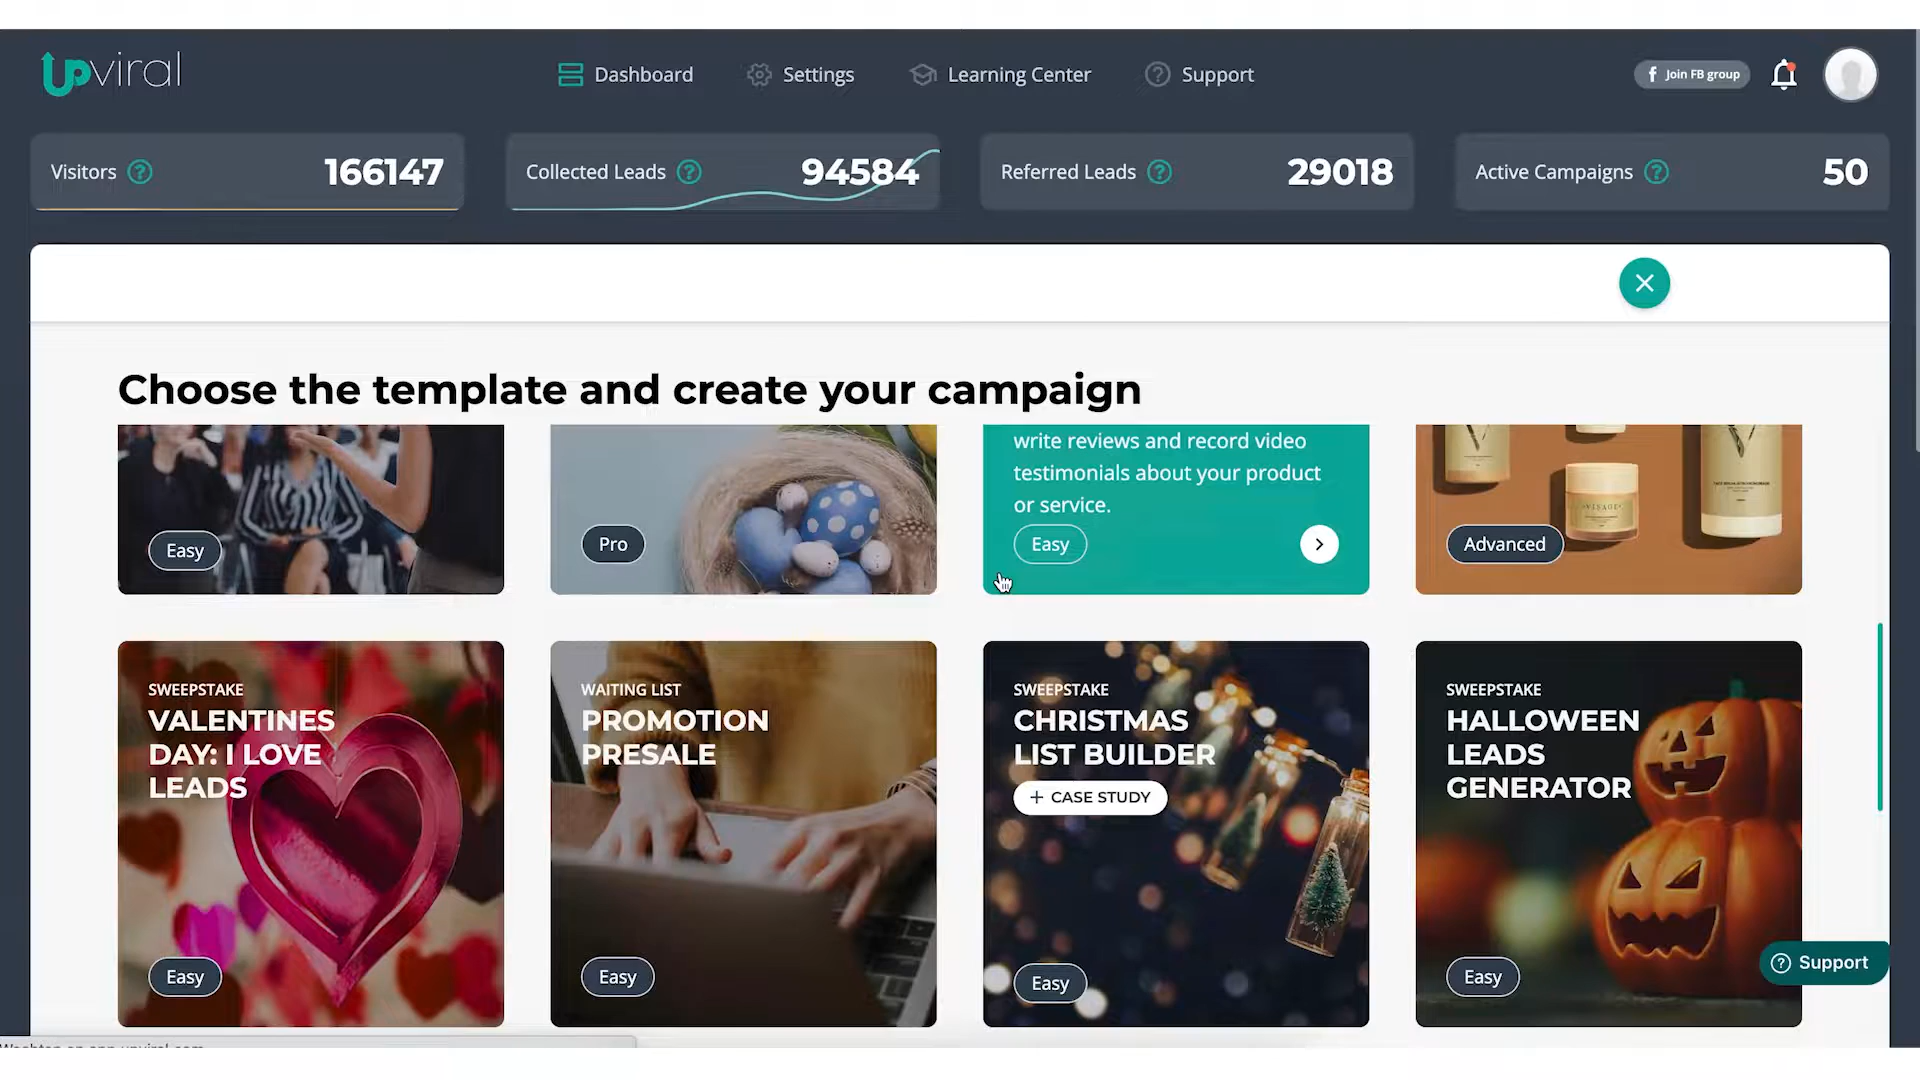 upviral
Dashboard
Settings
Learning Center
Support
Join FB group
Visitors
166147
Collected Leads
94584
Referred Leads
29018
Active Campaigns
50
Choose the template and create your campaign
Easy
Pro
write reviews and record video
testimonials about your product
or service.
Easy
Advanced
SWEEPSTAKE
VALENTINES
DAY: I LOVE
LEADS
Easy
WAITING LIST
PROMOTION
PRESALE
Easy
SWEEPSTAKE
CHRISTMAS
LIST BUILDER
+ CASE STUDY
Easy
SWEEPSTAKE
HALLOWEEN
LEADS
GENERATOR
Easy
Support